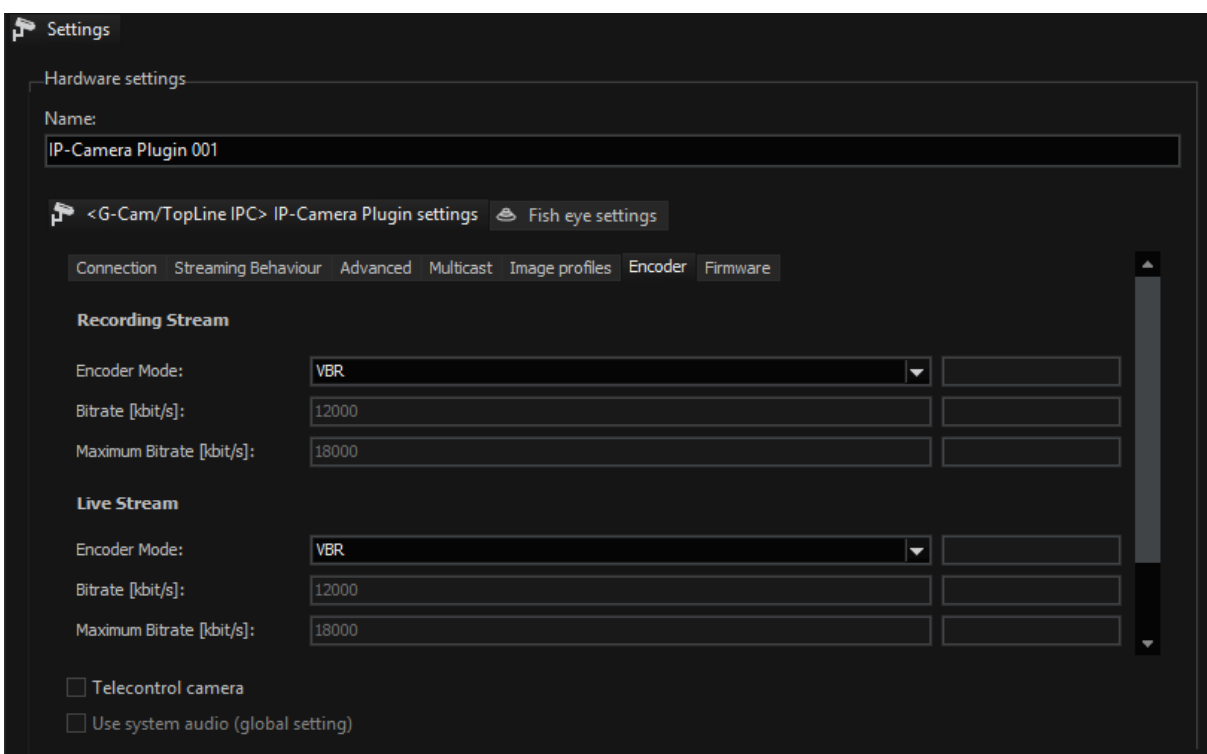 Settings
Hardware settings
Name:
IP-Camera Plugin 001
<G-Cam/TopLine IPC> IP-Camera Plugin settings Fish eye settings
Connection Streaming Behaviour Advanced Multicast Image profiles Encoder Firmware
Recording Stream
Encoder Mode: VBR
Bitrate [kbit/s]: 12000
Maximum Bitrate [kbit/s]: 18000
Live Stream
Encoder Mode: VBR
Bitrate [kbit/s]: 12000
Maximum Bitrate [kbit/s]: 18000
Telecontrol camera
Use system audio (global setting)